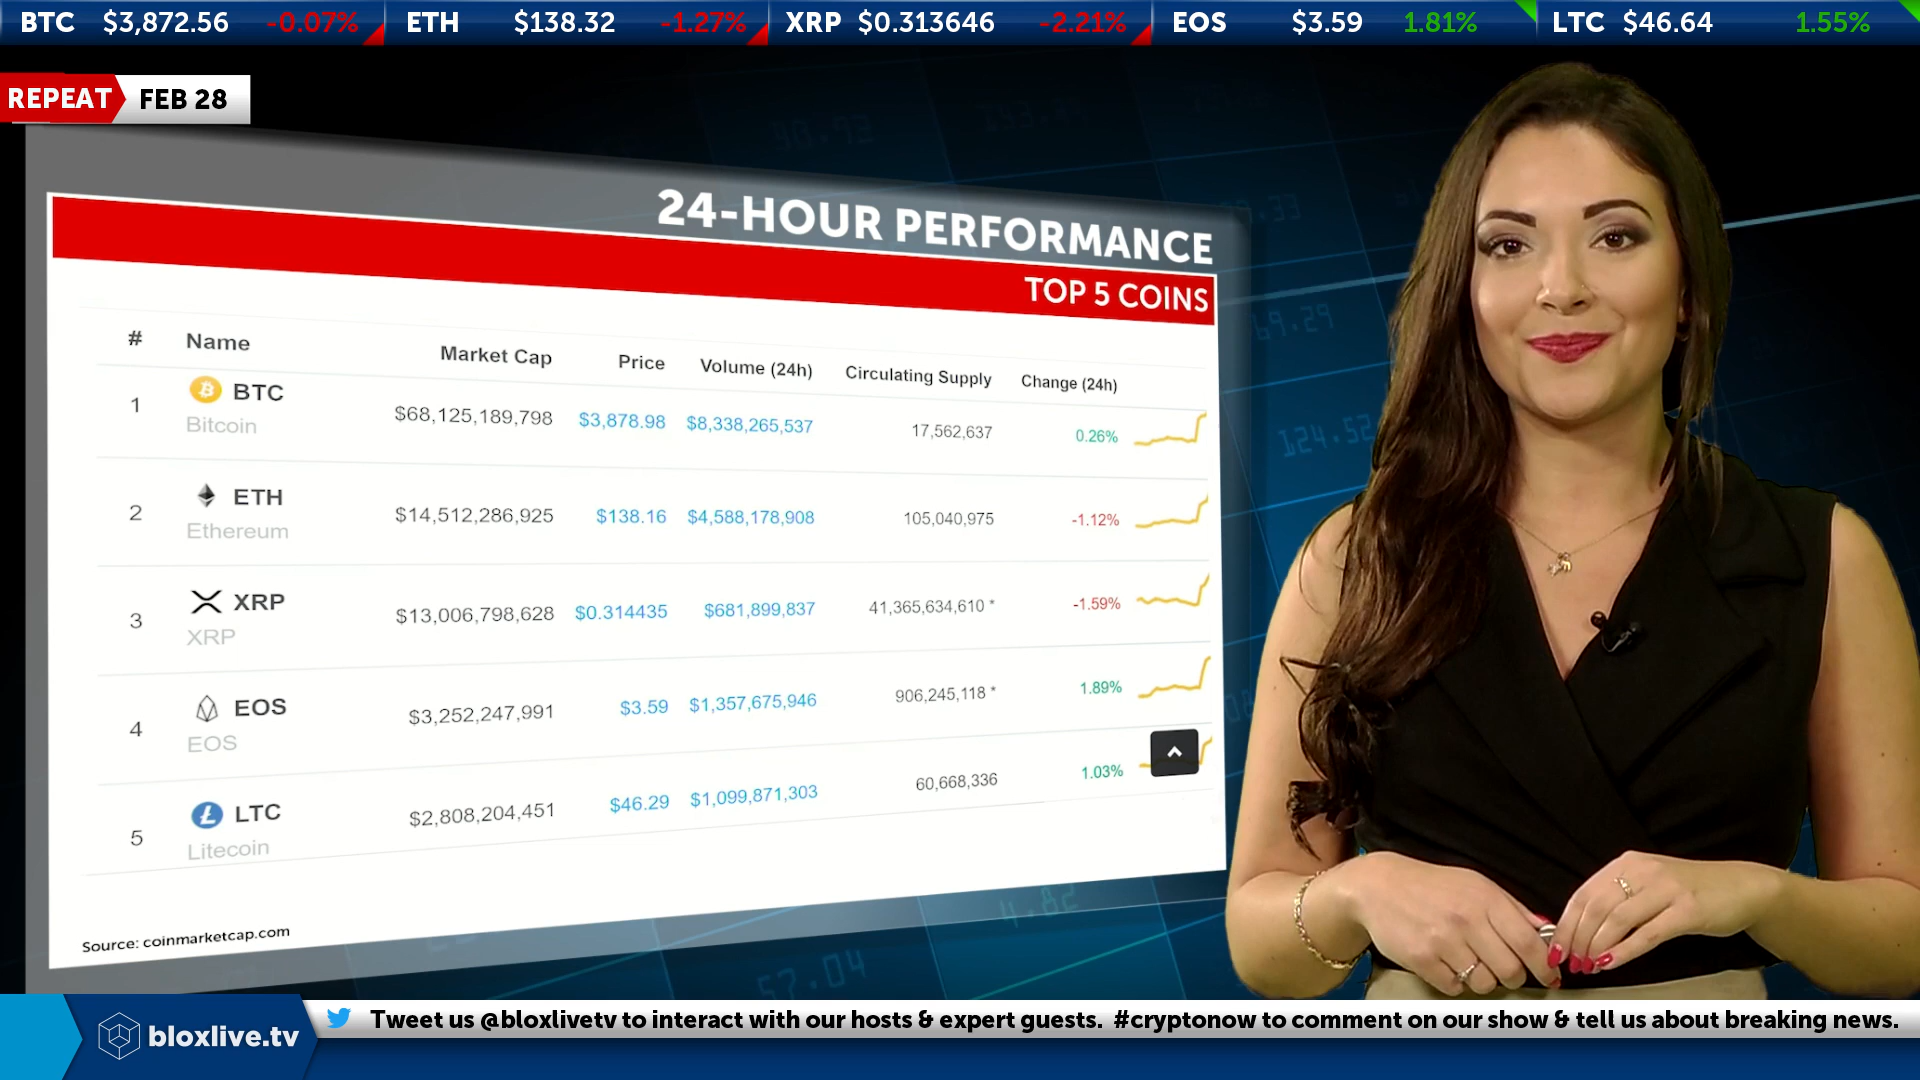 BTC $3,872.56 -0.07% ETH $138.32 -1.27% XRP $0.313646 -2.21% EOS $3.59 1.81% LTC $46.64 1.55%
REPEAT FEB 28
24-HOUR PERFORMANCE
TOP 5 COINS
# Name Market Cap Price Volume (24h) Circulating Supply Change (24h)
1 BTC $68,125,189,798 $3,878.98 $8,338,265,537 17,562,637 0.26%
Bitcoin
2 ETH $14,512,286,925 $138.16 $4,588,178,908 105,040,975 -1.12%
Ethereum
3 XRP $13,006,798,628 $0.314435 $681,899,837 41,365,634,610 * -1.59%
XRP
4 EOS $3,252,247,991 $3.59 $1,357,675,946 906,245,118 * 1.89%
EOS
5 LTC $2,808,204,451 $46.29 $1,099,871,303 60,668,336 1.03%
Litecoin
Source: coinmarketcap.com
69.29
124.52
4.82
57.04
bloxlive.tv
Tweet us @bloxlivetv to interact with our hosts & expert guests. #cryptonow to comment on our show & tell us about breaking news.